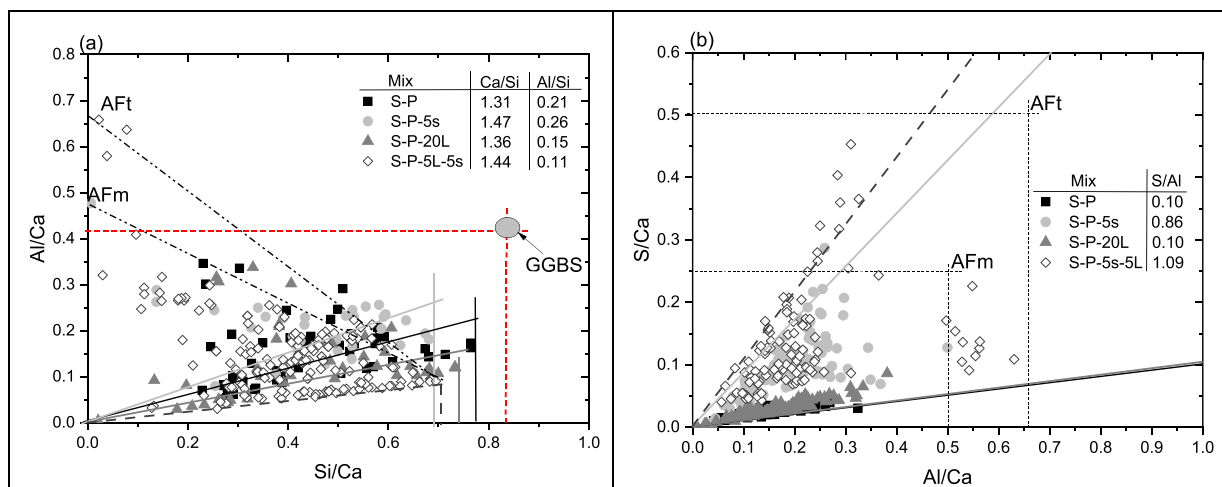 (a)
0.8
0.7
0.6
0.5
0.4
0.3
0.2
0.1
0.0
Al/Ca
AFt
AFm
Mix Ca/Si Al/Si
S-P 1.31 0.21
S-P-5s 1.47 0.26
S-P-20L 1.36 0.15
S-P-5L-5s 1.44 0.11
GGBS
0.0 0.2 0.4 0.6 0.8 1.0
Si/Ca
(b)
0.6
0.5
0.4
0.3
0.2
0.1
0.0
S/Ca
AFt
AFm
Mix S/Al
S-P 0.10
S-P-5s 0.86
S-P-20L 0.10
S-P-5s-5L 1.09
0.0 0.1 0.2 0.3 0.4 0.5 0.6 0.7 0.8 0.9 1.0
Al/Ca